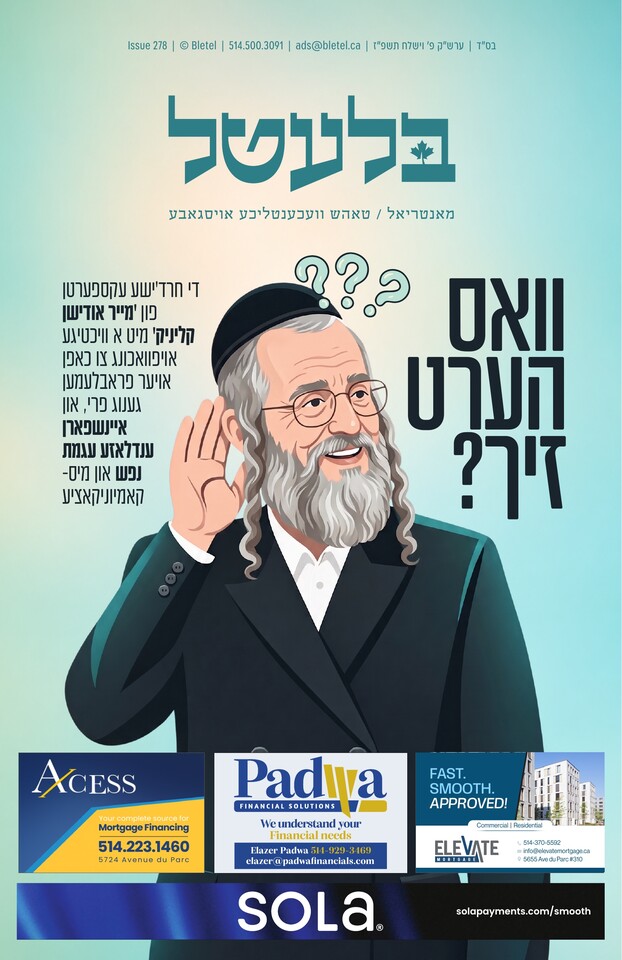 Issue 278 | © Bletel | 514.500.3091 | ads@bletel.ca | בס"ד | ערש"ק פ' וישלח תשפ"ז
בלעטל
מאנטריאל / טאהש וועכענטליכע אויסגאבע
???
וואס
הערט
זיך?
די חרד'ישע עקספערטן
פון 'מייר אודישן
קליניק' מיט א וויכטיגע
אויפוואכונג צו כאפן
אויער פראבלעמען
גענוג פרי, און
איינשפארן
ענדלאזע עגמת
נפש און מיס-
קאמיוניקאציע
AXCESS
Your complete source for
Mortgage Financing
514.223.1460
5724 Avenue du Parc
Padwa
FINANCIAL SOLUTIONS
We understand your
Financial needs
Elazer Padwa 514-929-3469
elazer@padwafinancials.com
FAST.
SMOOTH.
APPROVED!
Commercial | Residential
ELEVATE
MORTGAGE
514-370-5592
info@elevatemortgage.ca
5655 Ave du Parc #310
SOLA®
solapayments.com/smooth